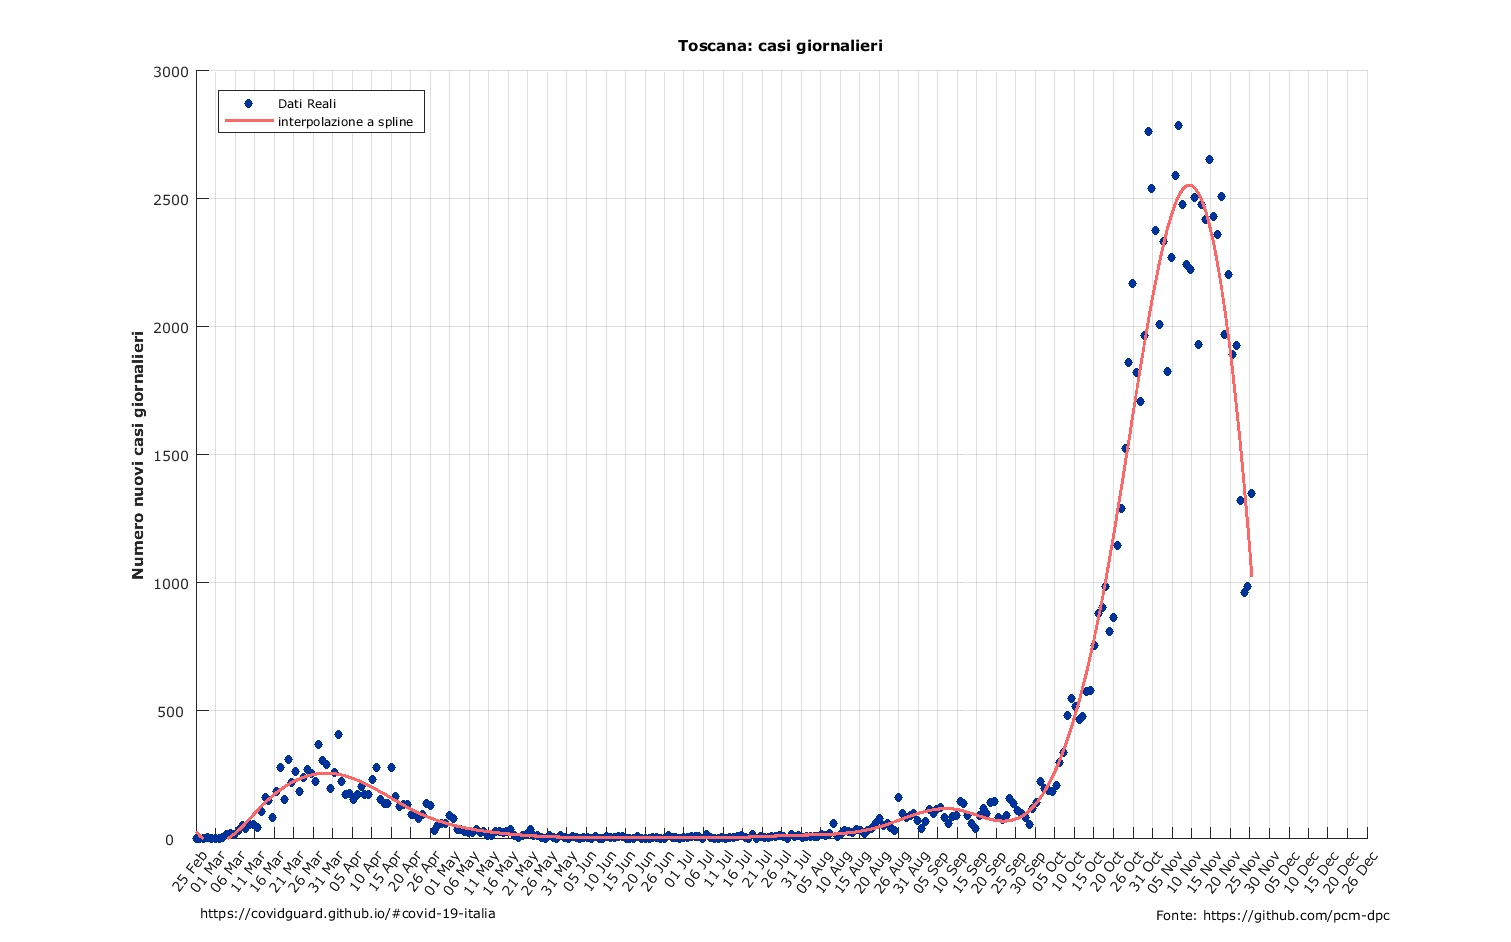 Toscana: casi giornalieri
3000
Dati Reali
interpolazione a spline
2500
2000
Numero nuovi casi giornalieri
1500
1000
500
0
25 Feb
01 Mar
06 Mar
11 Mar
16 Mar
21 Mar
26 Mar
31 Mar
05 Apr
10 Apr
15 Apr
20 Apr
26 Apr
01 May
06 May
11 May
16 May
21 May
26 May
31 May
05 Jun
10 Jun
15 Jun
20 Jun
26 Jun
01 Jul
06 Jul
11 Jul
16 Jul
21 Jul
26 Jul
31 Jul
05 Aug
10 Aug
15 Aug
20 Aug
26 Aug
31 Aug
05 Sep
10 Sep
15 Sep
20 Sep
25 Sep
30 Sep
05 Oct
10 Oct
15 Oct
20 Oct
26 Oct
31 Oct
05 Nov
10 Nov
15 Nov
20 Nov
25 Nov
30 Nov
05 Dec
10 Dec
15 Dec
20 Dec
26 Dec
https://covidguard.github.io/#covid-19-italia
Fonte: https://github.com/pcm-dpc